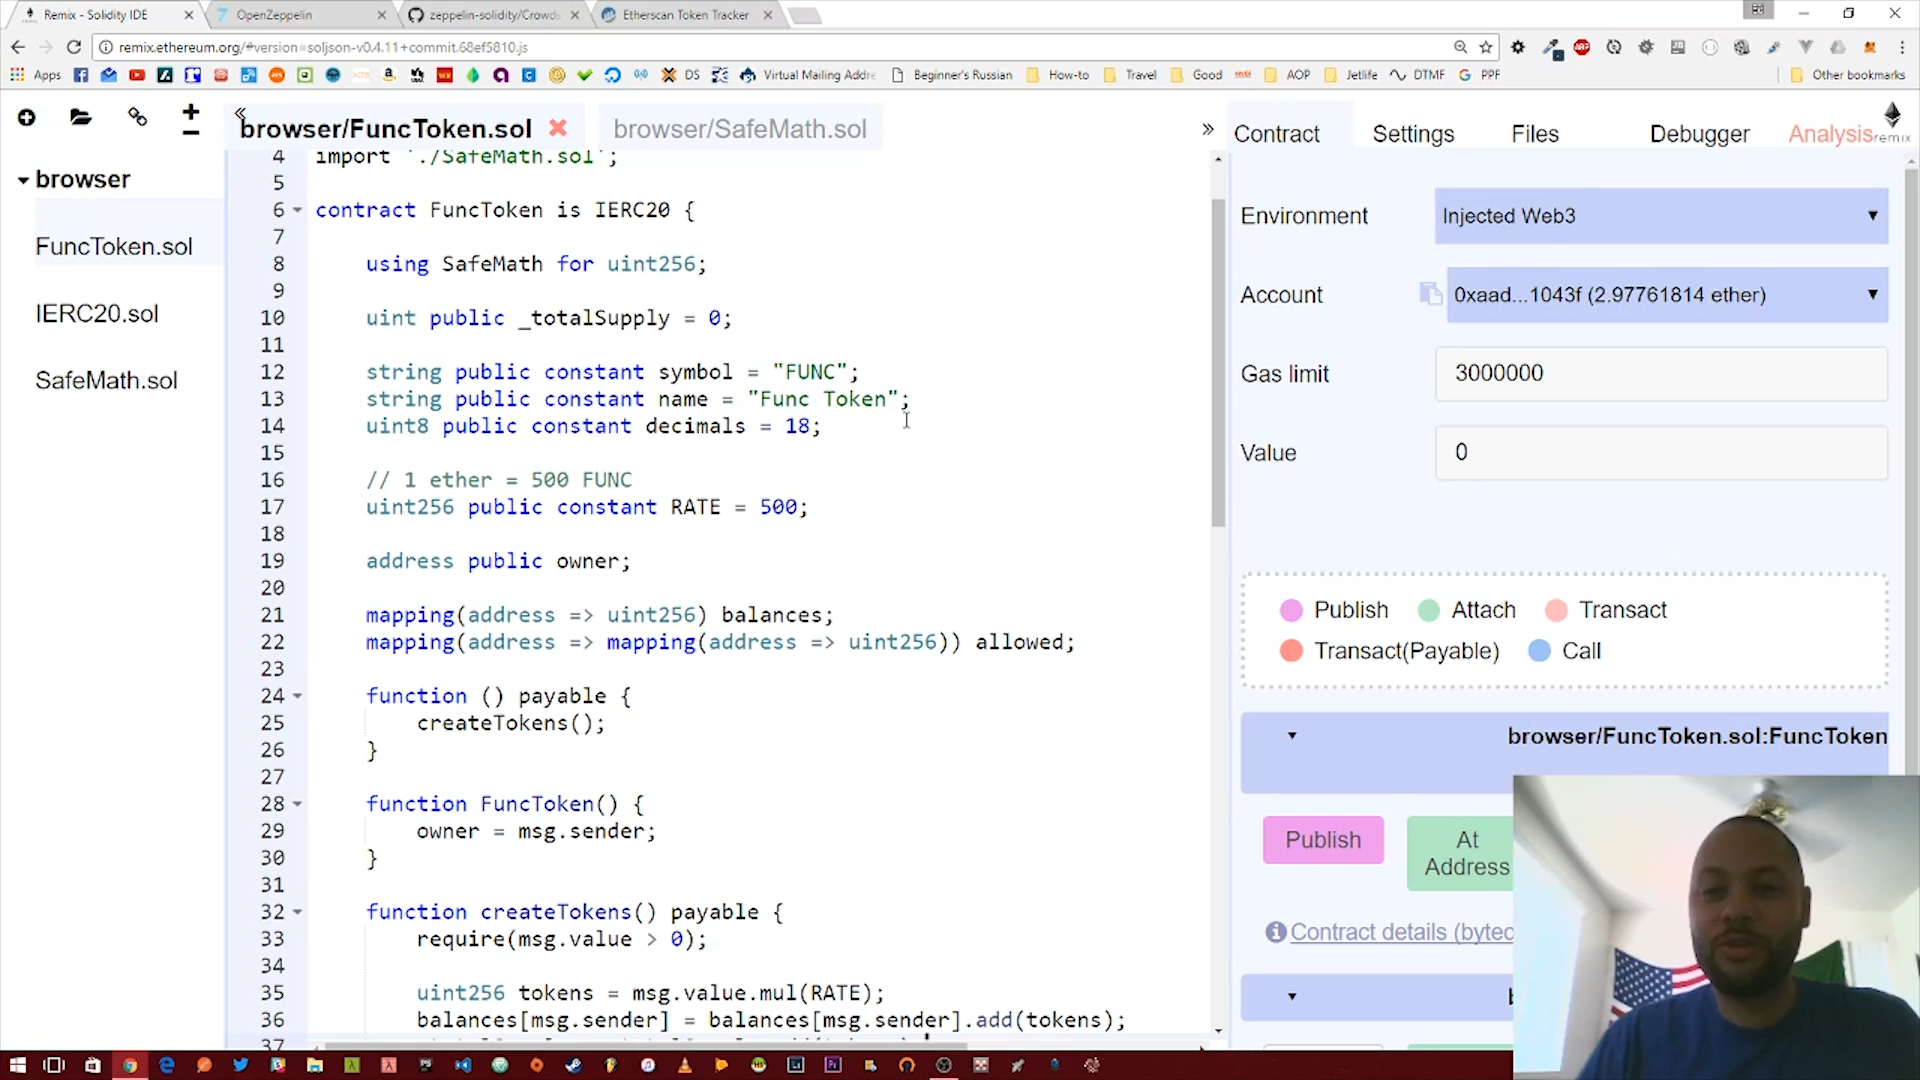 Remix - Solidity IDE
OpenZeppelin
zeppelin-solidity/Crowds
Etherscan Token Tracker
remix.ethereum.org/#version=soljson-v0.4.11+commit.68ef5810.js
Apps
DS
Virtual Mailing Addre
Beginner's Russian
How-to
Travel
Good
AOP
Jetlife
DTMF
PPF
Other bookmarks
browser/FuncToken.sol
browser/SafeMath.sol
browser
FuncToken.sol
IERC20.sol
SafeMath.sol
4 import './SafeMath.sol';
5
6 contract FuncToken is IERC20 {
7
8 using SafeMath for uint256;
9
10 uint public _totalSupply = 0;
11
12 string public constant symbol = "FUNC";
13 string public constant name = "Func Token";
14 uint8 public constant decimals = 18;
15
16 // 1 ether = 500 FUNC
17 uint256 public constant RATE = 500;
18
19 address public owner;
20
21 mapping(address => uint256) balances;
22 mapping(address => mapping(address => uint256)) allowed;
23
24 function () payable {
25 createTokens();
26 }
27
28 function FuncToken() {
29 owner = msg.sender;
30 }
31
32 function createTokens() payable {
33 require(msg.value > 0);
34
35 uint256 tokens = msg.value.mul(RATE);
36 balances[msg.sender] = balances[msg.sender].add(tokens);
37
Contract
Settings
Files
Debugger
Analysis
remix
Environment
Injected Web3
Account
0xaad...1043f (2.97761814 ether)
Gas limit
3000000
Value
0
Publish
Attach
Transact
Transact(Payable)
Call
browser/FuncToken.sol:FuncToken
Publish
At
Address
Contract details (bytec